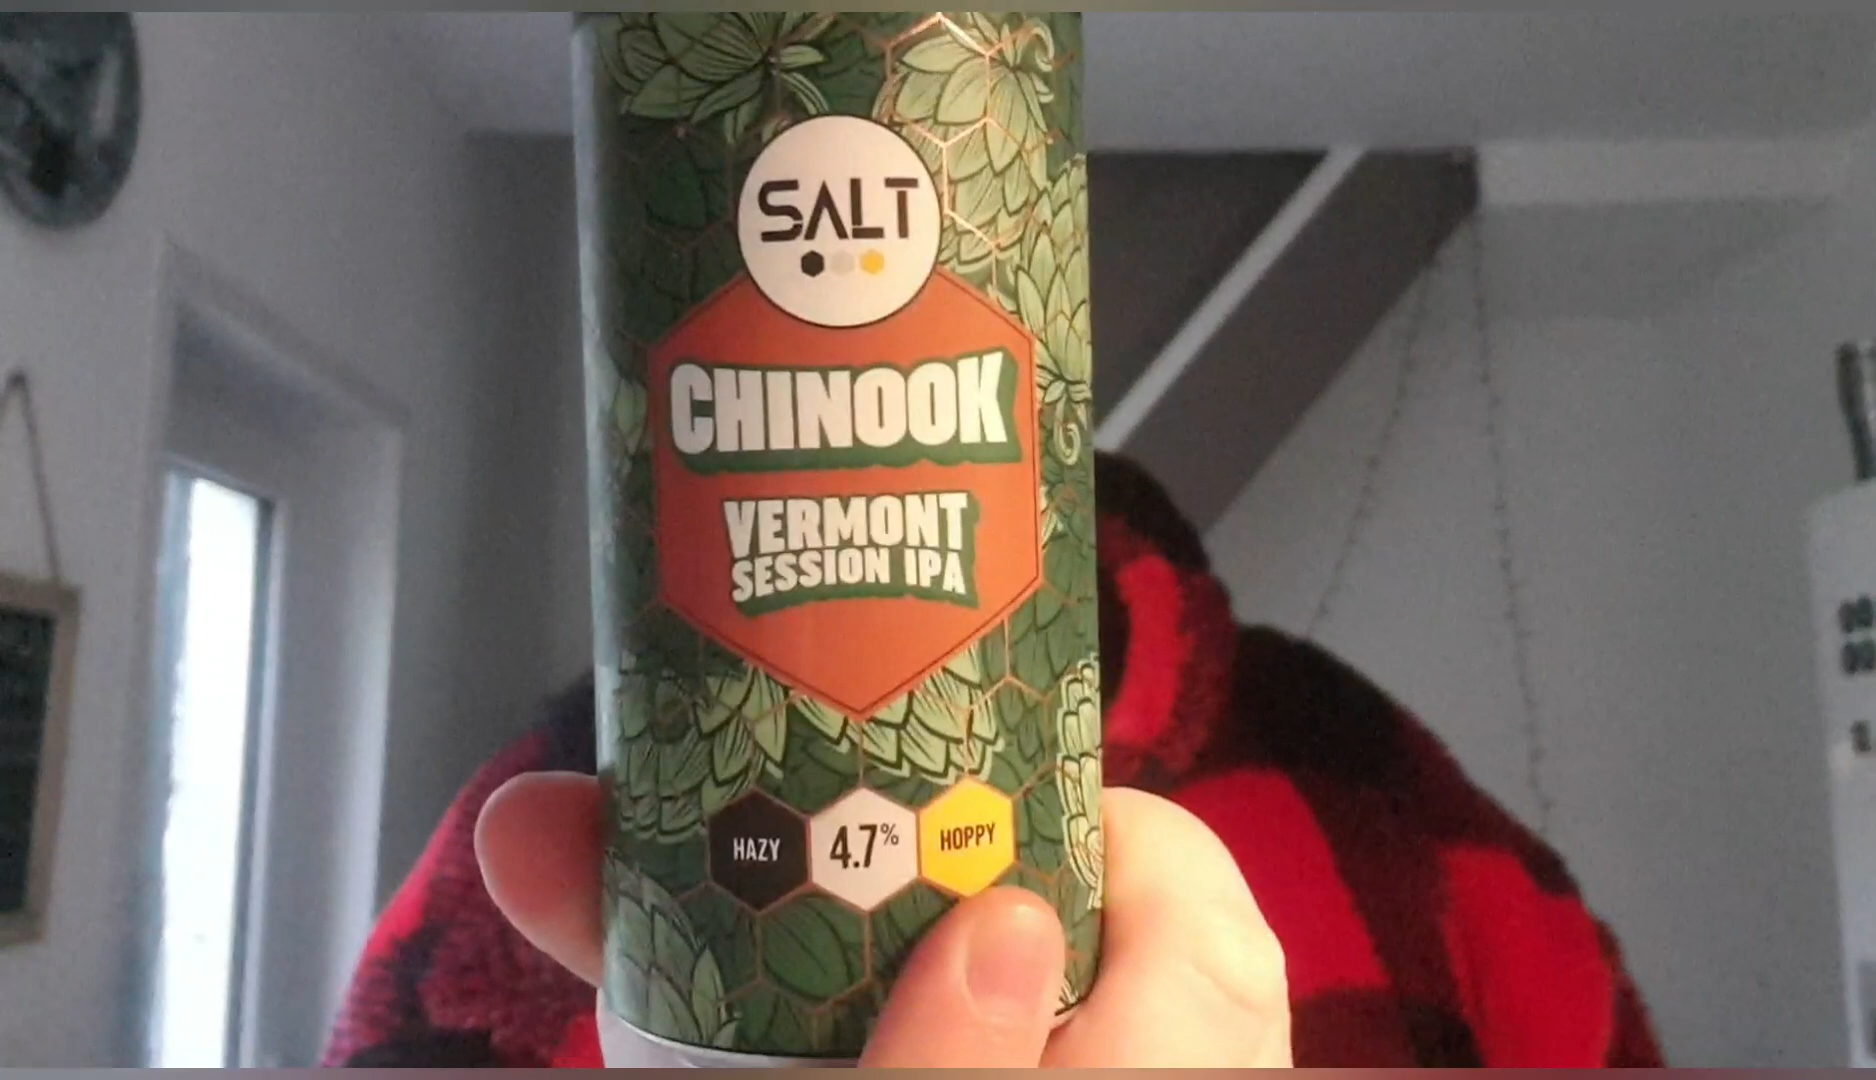 SALT
CHINOOK
VERMONT
SESSION IPA
HAZY
4.7%
HOPPY